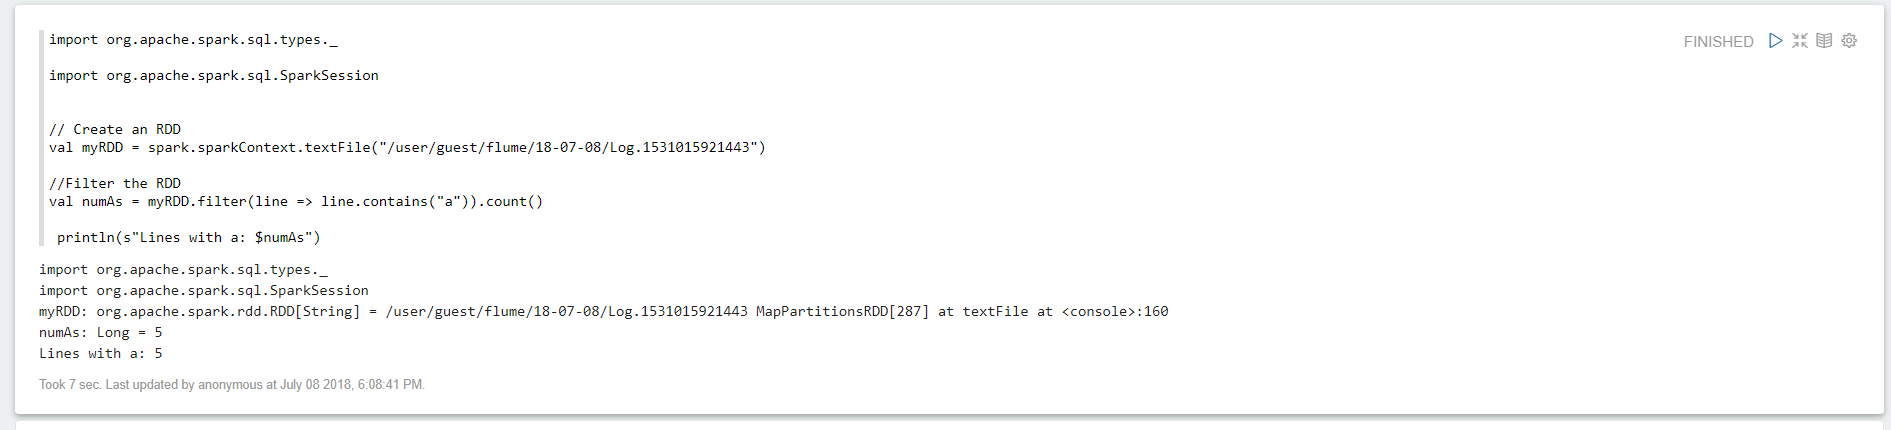 import org.apache.spark.sql.types._
FINISHED
import org.apache.spark.sql.SparkSession
// Create an RDD
val myRDD = spark.sparkContext.textFile("/user/guest/flume/18-07-08/Log.1531015921443")
//Filter the RDD
val numAs = myRDD.filter(line => line.contains("a")).count()
println(s"Lines with a: $numAs")
import org.apache.spark.sql.types._
import org.apache.spark.sql.SparkSession
myRDD: org.apache.spark.rdd.RDD[String] = /user/guest/flume/18-07-08/Log.1531015921443 MapPartitionsRDD[287] at textFile at <console>:160
numAs: Long = 5
Lines with a: 5
Took 7 sec. Last updated by anonymous at July 08 2018, 6:08:41 PM.